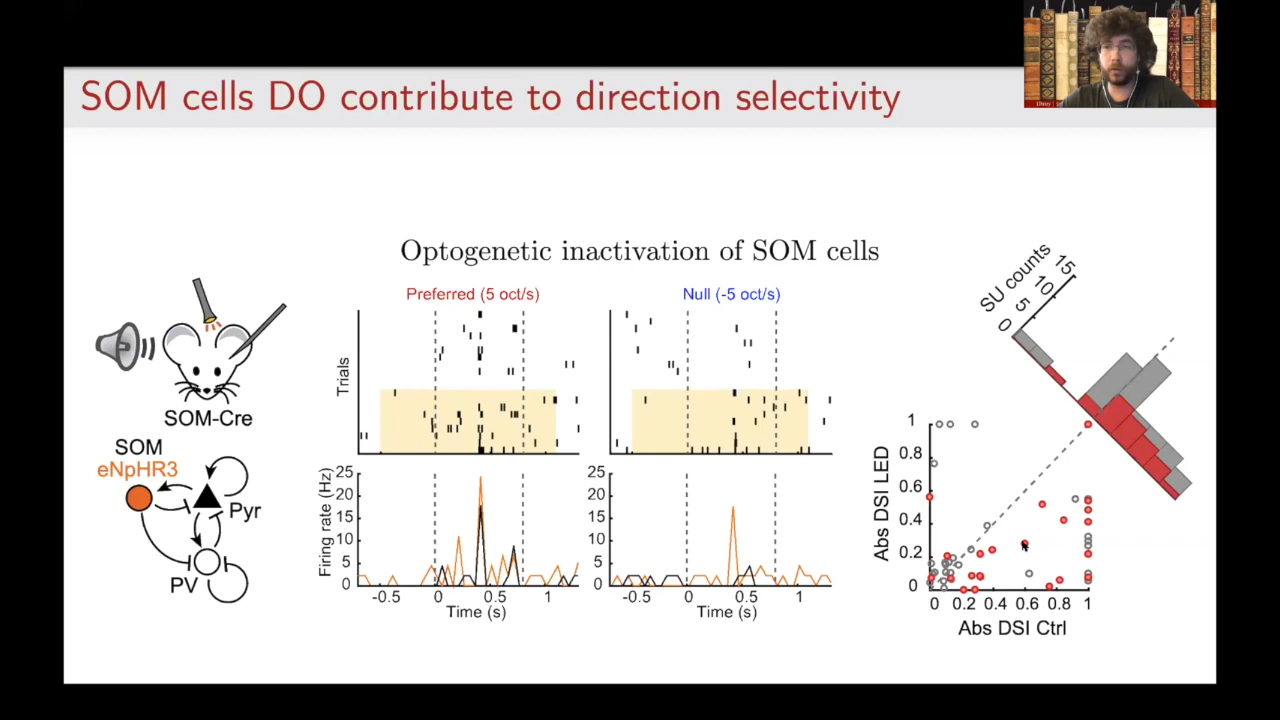 SOM cells DO contribute to direction selectivity
Optogenetic inactivation of SOM cells
SOM-Cre
SOM
eNpHR3
Pyr
PV
Preferred (5 oct/s)
Null (-5 oct/s)
Trials
Firing rate (Hz)
25
20
15
10
5
0
-0.5 0 0.5 1
Time (s)
25
20
15
10
5
0
-0.5 0 0.5 1
Time (s)
SU counts
0 5 10 15
Abs DSI LED
1
0.8
0.6
0.4
0.2
0
0 0.2 0.4 0.6 0.8 1
Abs DSI Ctrl